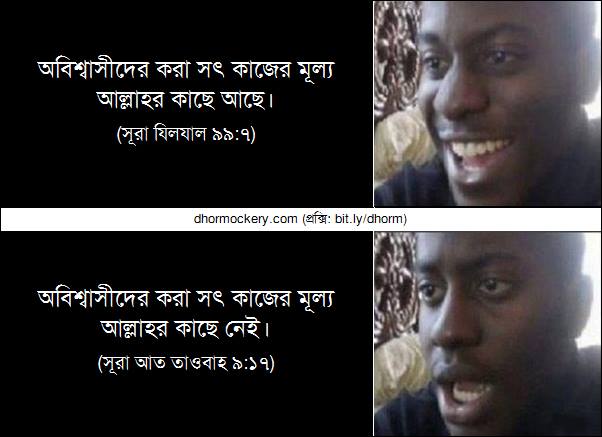 অবিশ্বাসীদের করা সৎ কাজের মূল্য
আল্লাহর কাছে আছে।
(সূরা যিলযাল ৯৯:৭)
dhormockery.com (প্রক্সি: bit.ly/dhorm)
অবিশ্বাসীদের করা সৎ কাজের মূল্য
আল্লাহর কাছে নেই।
(সূরা আত তাওবাহ ৯:১৭)